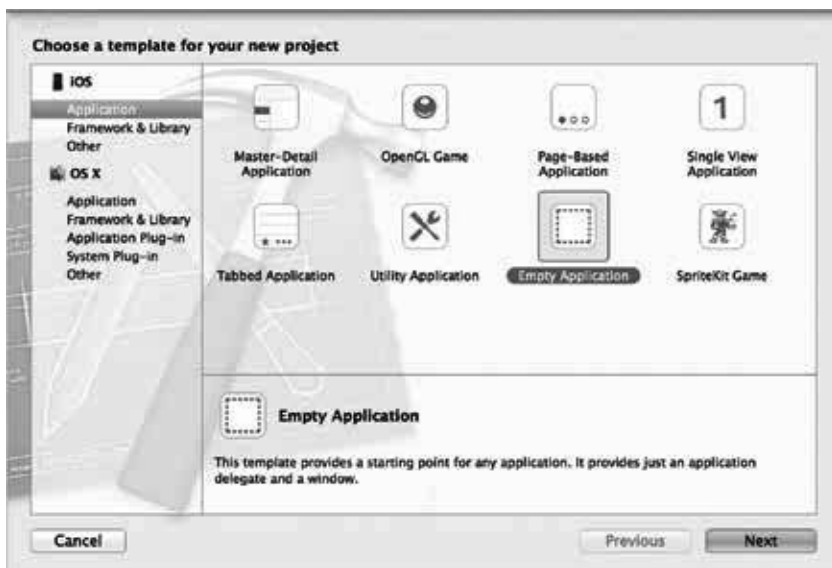 Choose a template for your new project
iOS
Application
Framework & Library
Other
OS X
Application
Framework & Library
Application Plug-in
System Plug-in
Other
Master-Detail
Application
OpenGL Game
Page-Based
Application
1
Single View
Application
Tabbed Application
Utility Application
Empty Application
SpriteKit Game
Empty Application
This template provides a starting point for any application. It provides just an application
delegate and a window.
Cancel
Previous
Next